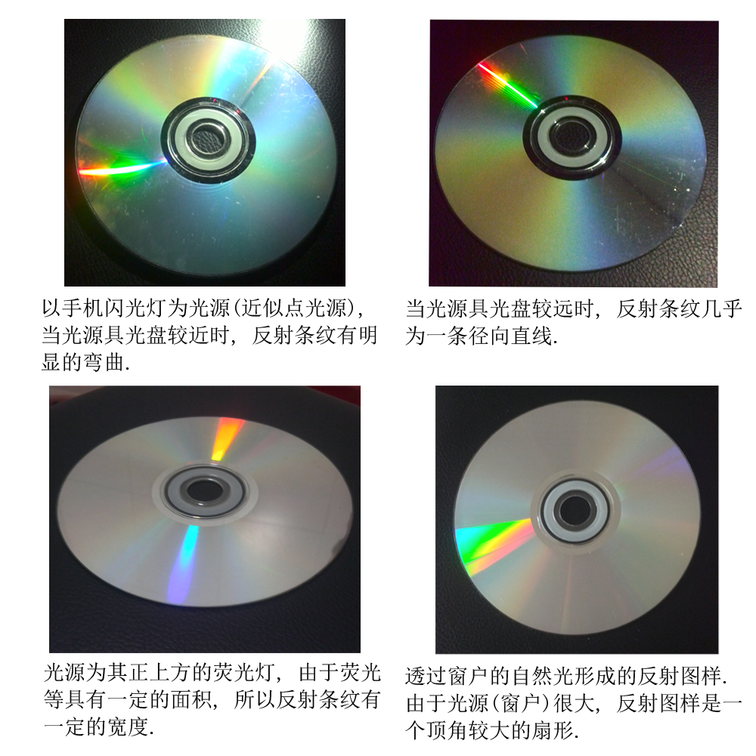 以手机闪光灯为光源(近似点光源),
当光源具光盘较近时, 反射条纹有明
显的弯曲.
当光源具光盘较远时, 反射条纹几乎
为一条径向直线.
光源为其正上方的荧光灯, 由于荧光
等具有一定的面积, 所以反射条纹有
一定的宽度.
透过窗户的自然光形成的反射图样.
由于光源(窗户)很大, 反射图样是一
个顶角较大的扇形.